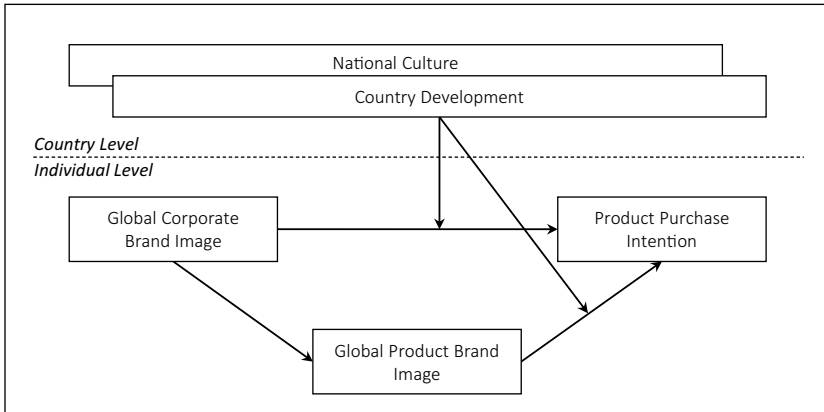 National Culture
Country Development
Country Level
Individual Level
Global Corporate
Brand Image
Product Purchase
Intention
Global Product Brand
Image